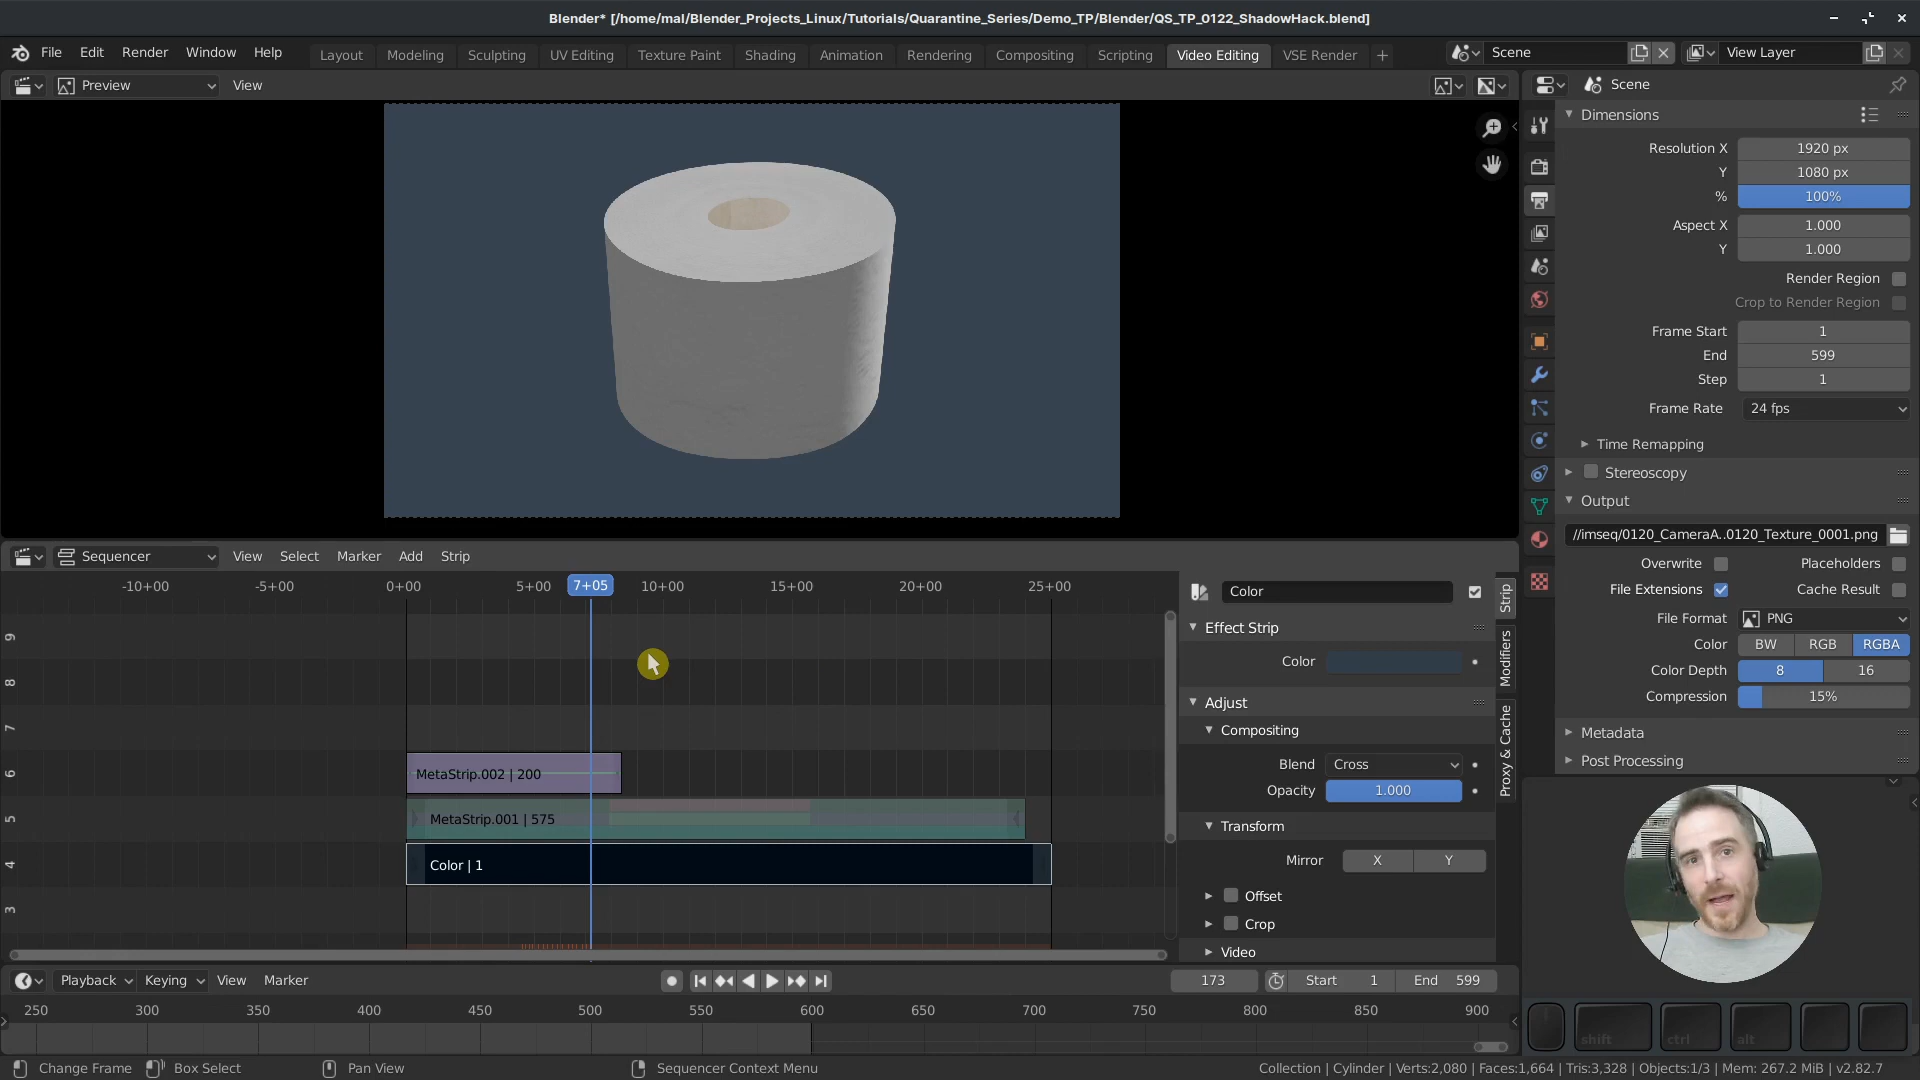 Blender* [/home/mal/Blender_Projects_Linux/Tutorials/Quarantine_Series/Demo_TP/Blender/QS_TP_0122_ShadowHack.blend]
File Edit Render Window Help Layout Modeling Sculpting UV Editing Texture Paint Shading Animation Rendering Compositing Scripting Video Editing VSE Render + Scene View Layer
Preview View
Scene
Dimensions
Resolution X 1920 px
Y 1080 px
% 100%
Aspect X 1.000
Y 1.000
Render Region
Crop to Render Region
Frame Start 1
End 599
Step 1
Frame Rate 24 fps
Time Remapping
Stereoscopy
Output
//imseq/0120_CameraA..0120_Texture_0001.png
Overwrite Placeholders
File Extensions Cache Result
File Format PNG
Color BW RGB RGBA
Color Depth 8 16
Compression 15%
Metadata
Post Processing
Sequencer View Select Marker Add Strip
-10+00 -5+00 0+00 5+00 7+05 10+00 15+00 20+00 25+00
9
8
7
6
5
4
3
MetaStrip.002 | 200
MetaStrip.001 | 575
Color | 1
Color
Effect Strip
Color
Adjust
Compositing
Blend Cross
Opacity 1.000
Transform
Mirror X Y
Offset
Crop
Video
Strip
Modifiers
Proxy & Cache
Playback Keying View Marker 173 Start 1 End 599
250 300 350 400 450 500 550 600 650 700 750 800 850 900
shift ctrl alt
Change Frame Box Select Pan View Sequencer Context Menu Collection | Cylinder | Verts:2,080 | Faces:1,664 | Tris:3,328 | Objects:1/3 | Mem: 267.2 MiB | v2.82.7